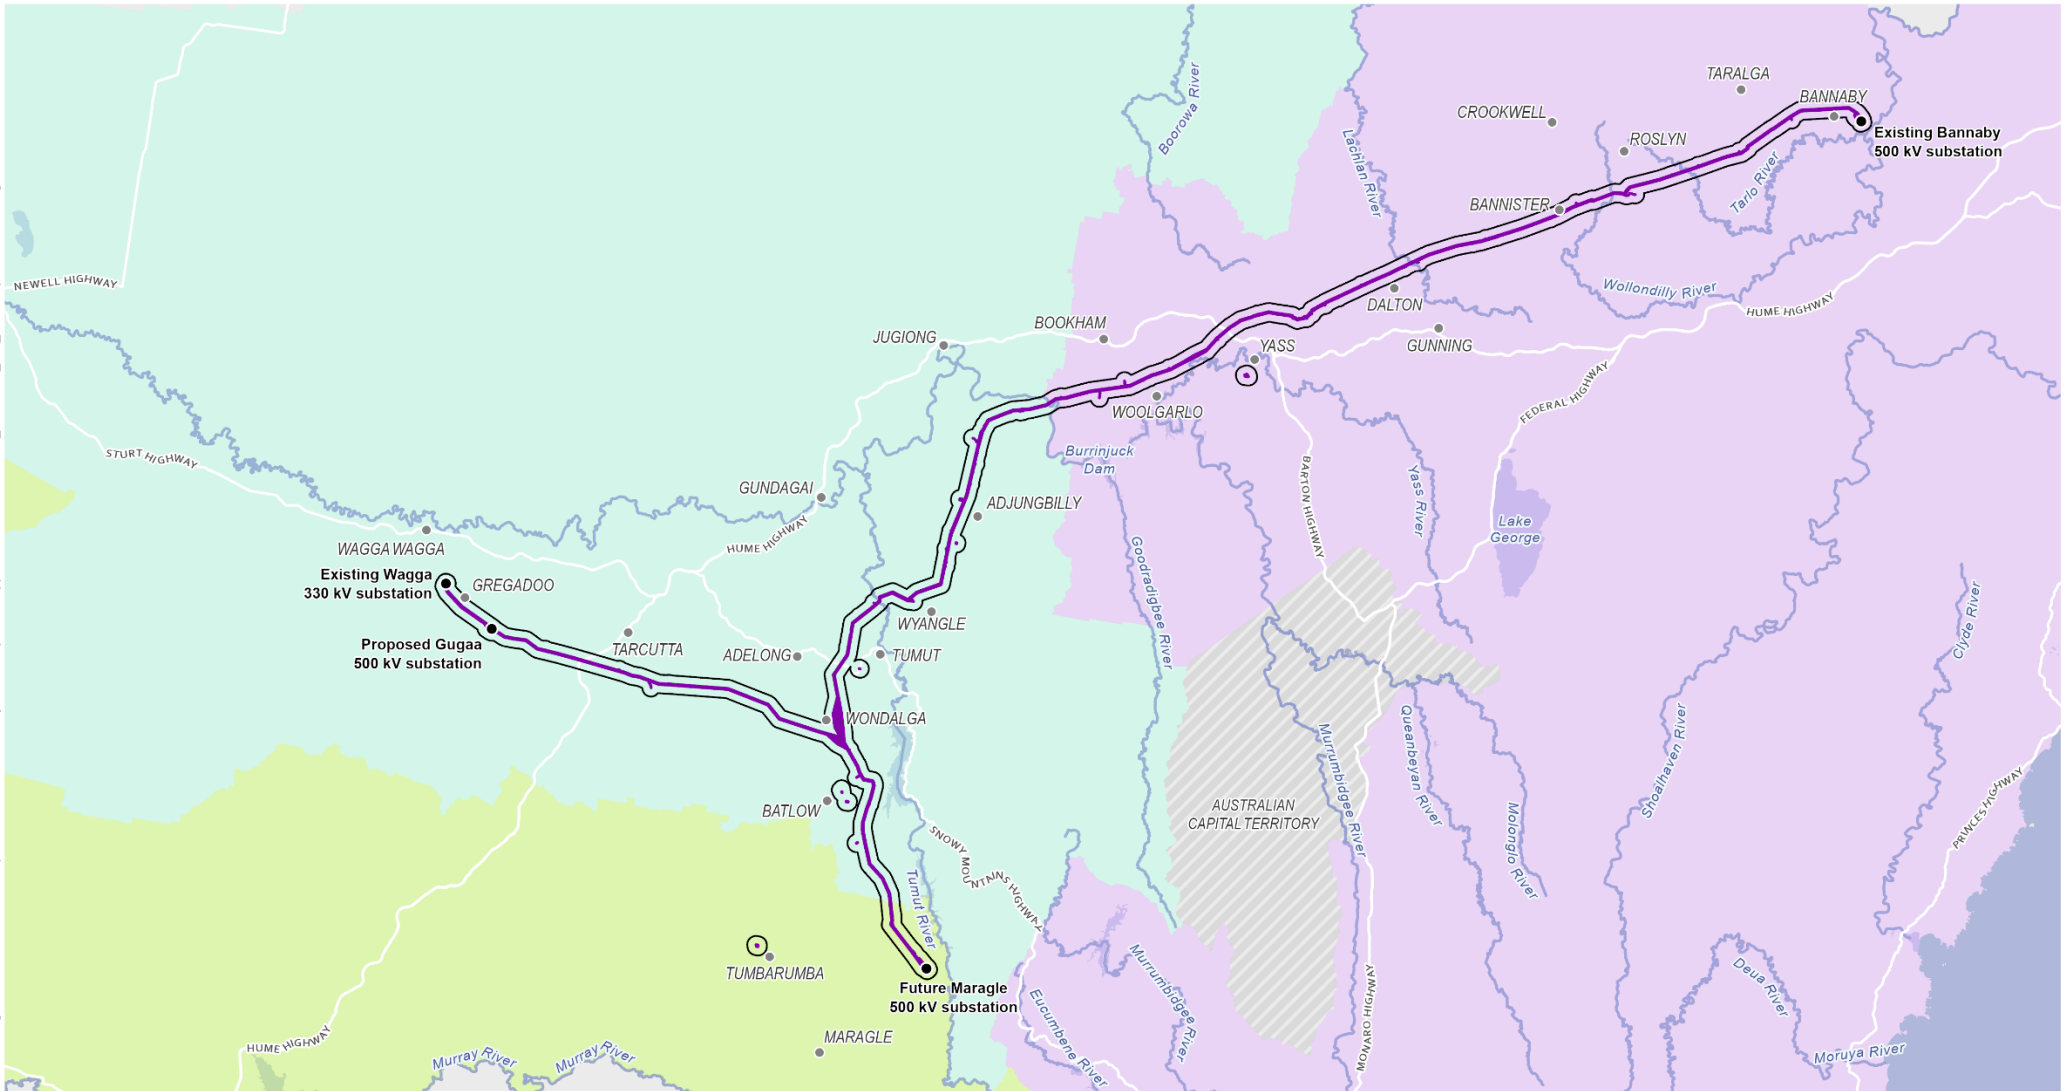 TARALGA
Boorowa River
BANNABY
CROOKWELL
Existing Bannaby
500 kV substation
ROSLYN
Lachlan River
Tarlo River
BANNISTER
NEWELL HIGHWAY
Wollondilly River
HUME HIGHWAY
DALTON
BOOKHAM
JUGIONG
YASS
GUNNING
FEDERAL HIGHWAY
WOOLGARLO
Burrinjuck
Dam
STURT HIGHWAY
BARTON HIGHWAY
Yass River
GUNDAGAI
ADJUNGBILLY
HUME HIGHWAY
Lake
George
WAGGA WAGGA
Goodradigbee River
Existing Wagga
330 kV substation
GREGADOO
Clyde River
WYANGLE
Proposed Gugaa
500 kV substation
TARCUTTA
ADELONG
TUMUT
WONDALGA
Murrumbidgee River
Queanbeyan River
Shoalhaven River
BATLOW
AUSTRALIAN
CAPITAL TERRITORY
Molonglo River
PRINCES HIGHWAY
SNOWY MOUNTAINS HIGHWAY
Tumut River
TUMBARUMBA
Future Maragle
500 kV substation
Murrumbidgee River
Eucumbene River
MONARO HIGHWAY
Deua River
MARAGLE
HUME HIGHWAY
Murray River
Murray River
Moruya River